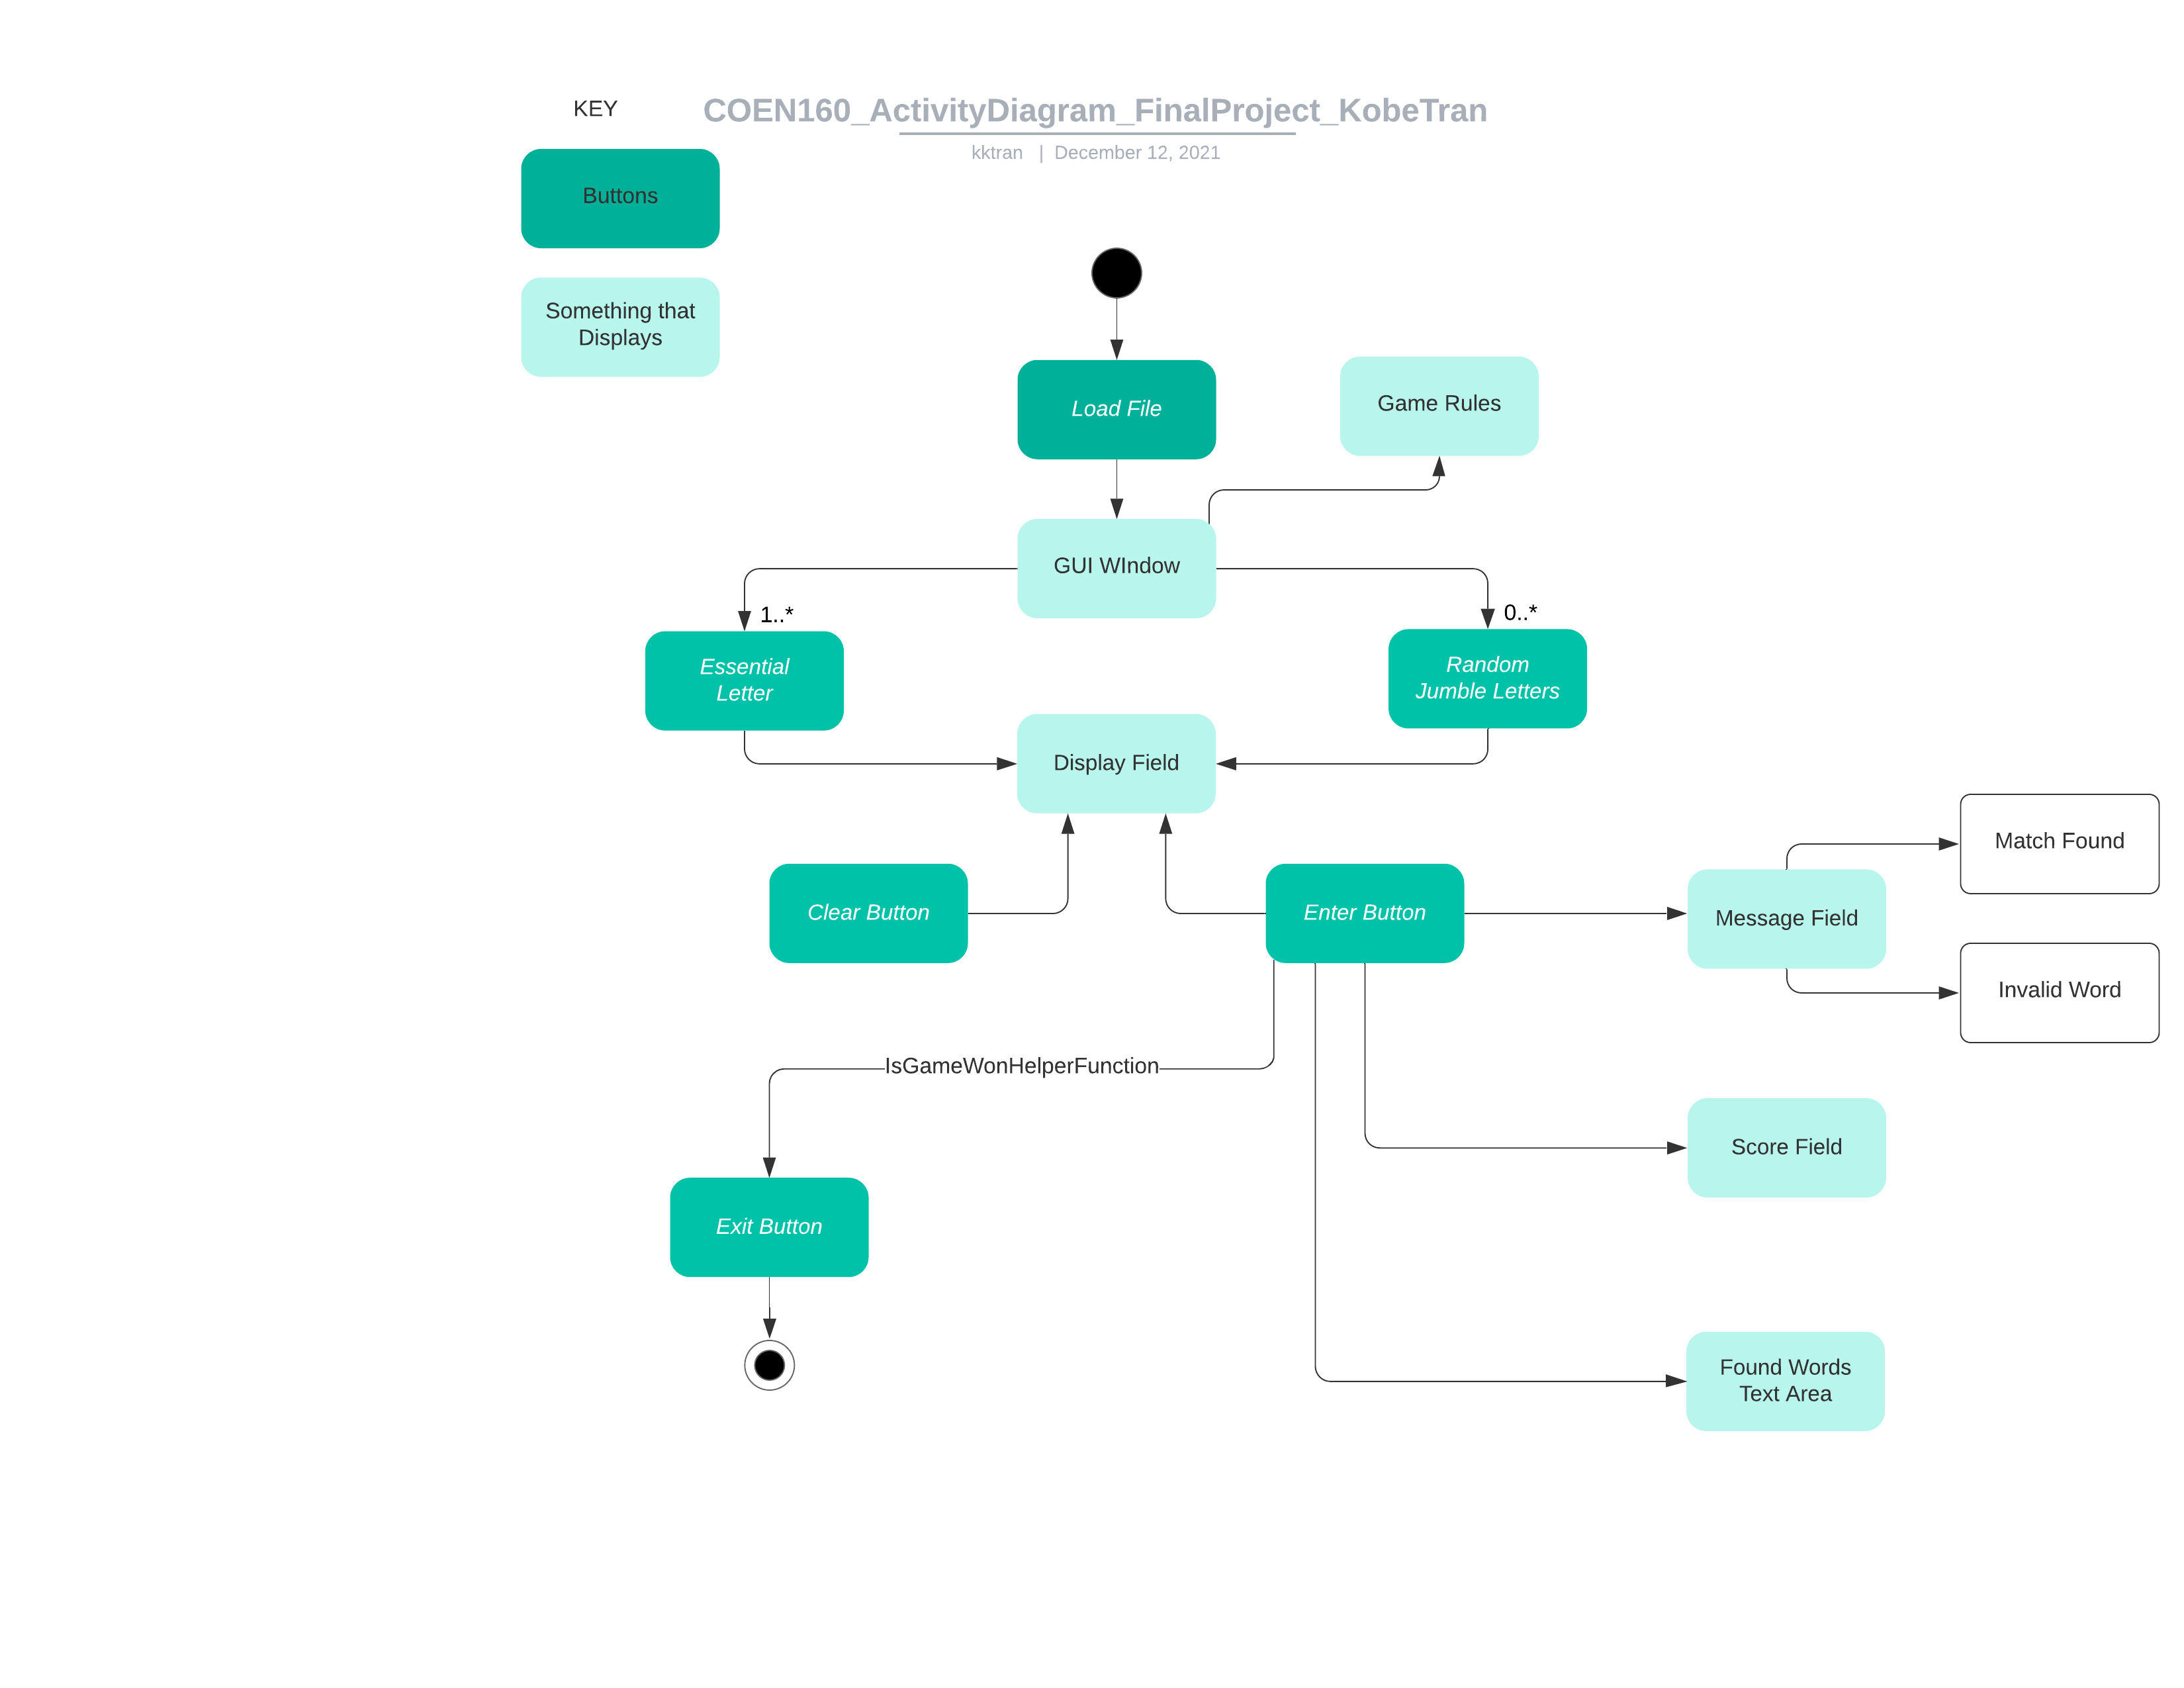 KEY
COEN160_ActivityDiagram_FinalProject_KobeTran
kktran | December 12, 2021
Buttons
Something that
Displays
Load File
Game Rules
GUI WIndow
1..*
0..*
Essential
Letter
Random
Jumble Letters
Display Field
Match Found
Clear Button
Enter Button
Message Field
Invalid Word
IsGameWonHelperFunction
Score Field
Exit Button
Found Words
Text Area